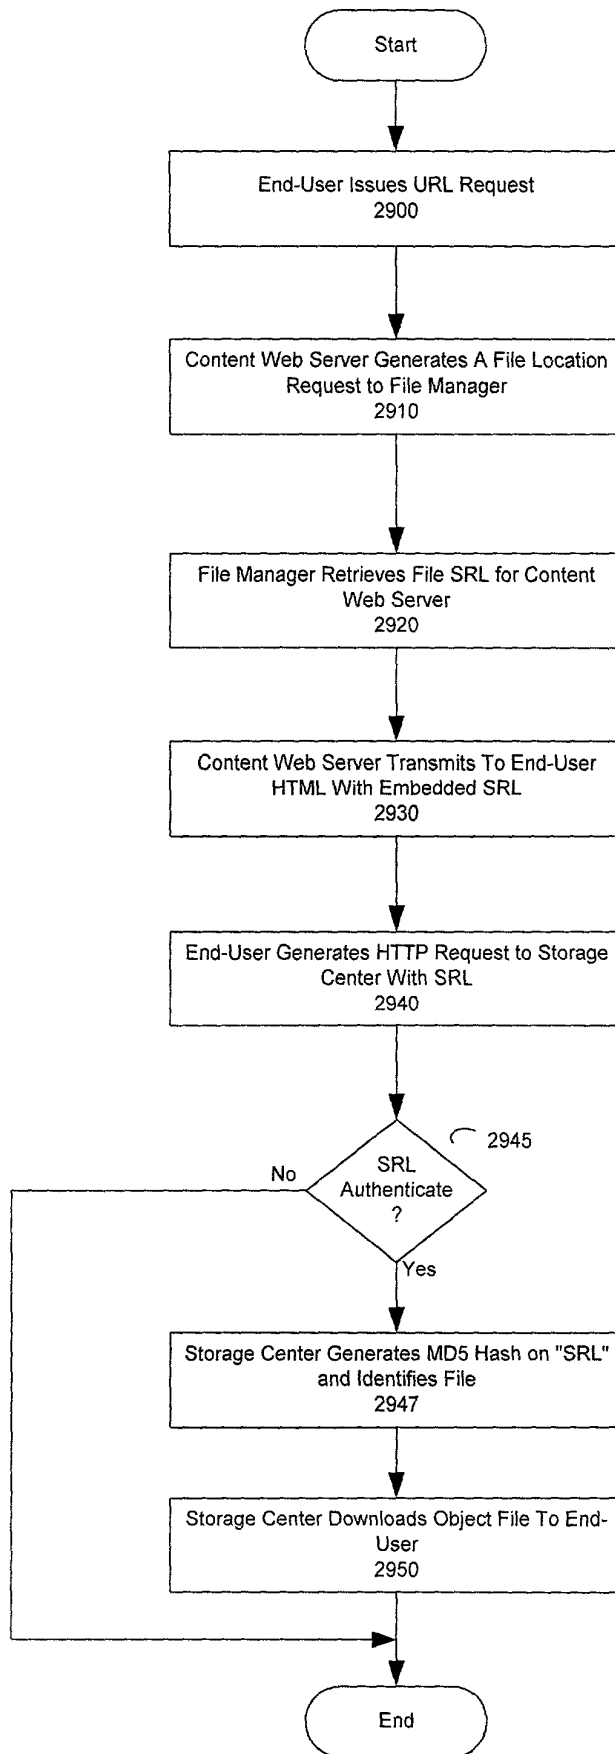 Start
End-User Issues URL Request
2900
Content Web Server Generates A File Location
Request to File Manager
2910
File Manager Retrieves File SRL for Content
Web Server
2920
Content Web Server Transmits To End-User
HTML With Embedded SRL
2930
End-User Generates HTTP Request to Storage
Center With SRL
2940
2945
No
SRL
Authenticate
?
Yes
Storage Center Generates MD5 Hash on "SRL"
and Identifies File
2947
Storage Center Downloads Object File To End-
User
2950
End